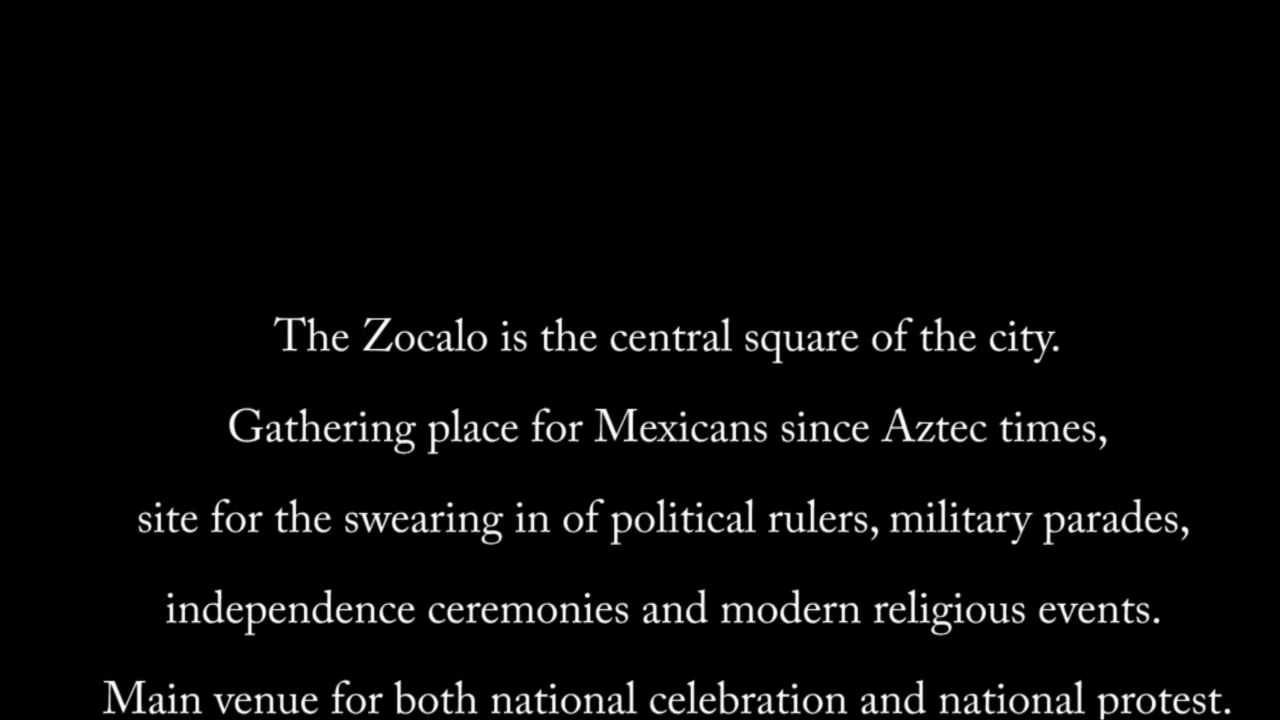 The Zocalo is the central square of the city.
Gathering place for Mexicans since Aztec times,
site for the swearing in of political rulers, military parades,
independence ceremonies and modern religious events.
Main venue for both national celebration and national protest.